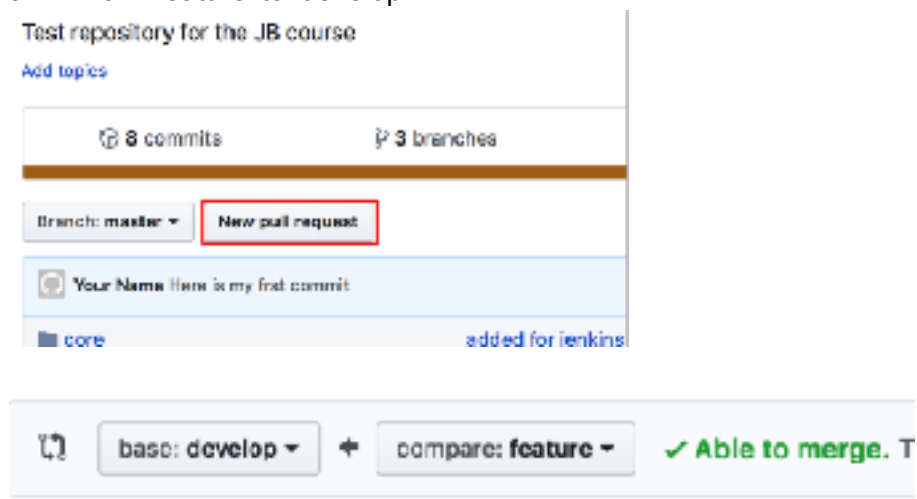 Test repository for the JB course
Add topics
8 commits 3 branches
Branch: master New pull request
Your Name Here is my frst commit
core added for jenkins
base: develop compare: feature ✓ Able to merge. T